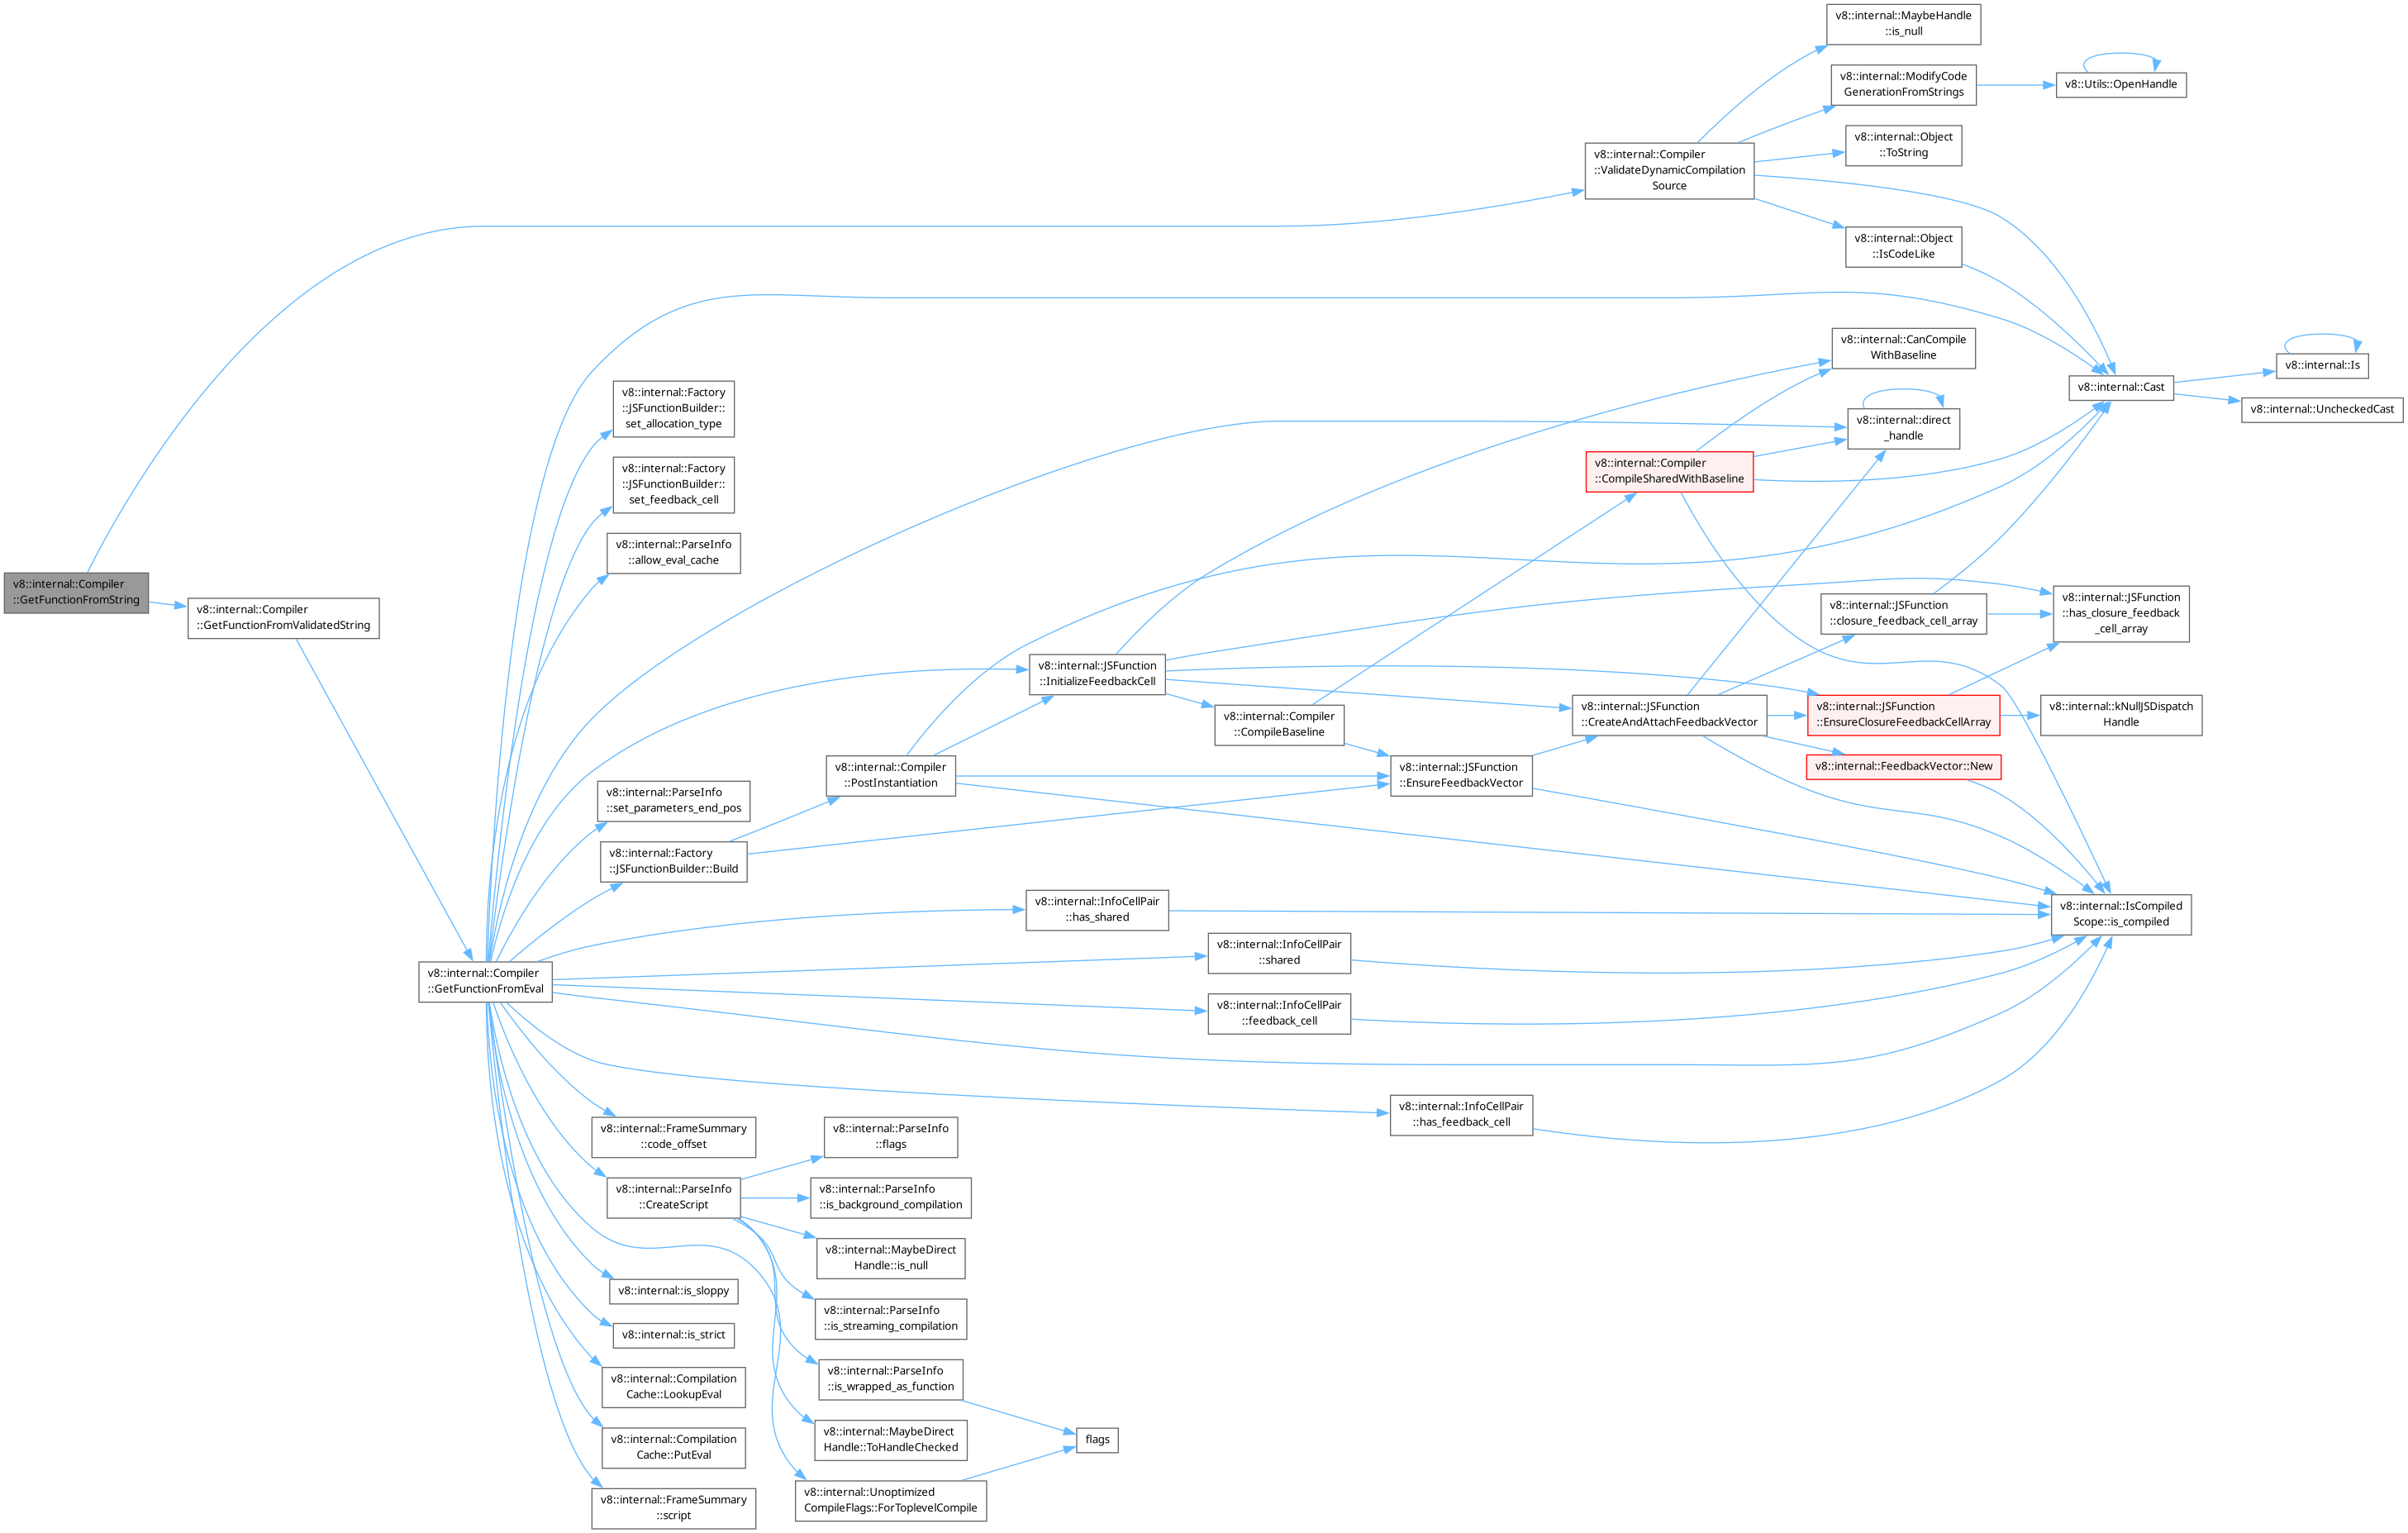 v8::internal::MaybeHandle
::is_null
v8::internal::ModifyCode
GenerationFromStrings
v8::Utils::OpenHandle
v8::internal::Object
::ToString
v8::internal::Compiler
::ValidateDynamicCompilation
Source
v8::internal::Object
::IsCodeLike
v8::internal::CanCompile
WithBaseline
v8::internal::Is
v8::internal::Cast
v8::internal::UncheckedCast
v8::internal::Factory
::JSFunctionBuilder::
set_allocation_type
v8::internal::direct
_handle
v8::internal::Compiler
::CompileSharedWithBaseline
v8::internal::Factory
::JSFunctionBuilder::
set_feedback_cell
v8::internal::ParseInfo
::allow_eval_cache
v8::internal::Compiler
::GetFunctionFromString
v8::internal::Compiler
::GetFunctionFromValidatedString
v8::internal::JSFunction
::closure_feedback_cell_array
v8::internal::JSFunction
::has_closure_feedback
_cell_array
v8::internal::JSFunction
::InitializeFeedbackCell
v8::internal::Compiler
::CompileBaseline
v8::internal::JSFunction
::CreateAndAttachFeedbackVector
v8::internal::JSFunction
::EnsureClosureFeedbackCellArray
v8::internal::kNullJSDispatch
Handle
v8::internal::FeedbackVector::New
v8::internal::Compiler
::PostInstantiation
v8::internal::JSFunction
::EnsureFeedbackVector
v8::internal::ParseInfo
::set_parameters_end_pos
v8::internal::Factory
::JSFunctionBuilder::Build
v8::internal::InfoCellPair
::has_shared
v8::internal::IsCompiled
Scope::is_compiled
v8::internal::InfoCellPair
::shared
v8::internal::Compiler
::GetFunctionFromEval
v8::internal::InfoCellPair
::feedback_cell
v8::internal::InfoCellPair
::has_feedback_cell
v8::internal::FrameSummary
::code_offset
v8::internal::ParseInfo
::flags
v8::internal::ParseInfo
::CreateScript
v8::internal::ParseInfo
::is_background_compilation
v8::internal::MaybeDirect
Handle::is_null
v8::internal::is_sloppy
v8::internal::ParseInfo
::is_streaming_compilation
v8::internal::is_strict
v8::internal::ParseInfo
::is_wrapped_as_function
v8::internal::Compilation
Cache::LookupEval
v8::internal::MaybeDirect
Handle::ToHandleChecked
flags
v8::internal::Compilation
Cache::PutEval
v8::internal::Unoptimized
CompileFlags::ForToplevelCompile
v8::internal::FrameSummary
::script